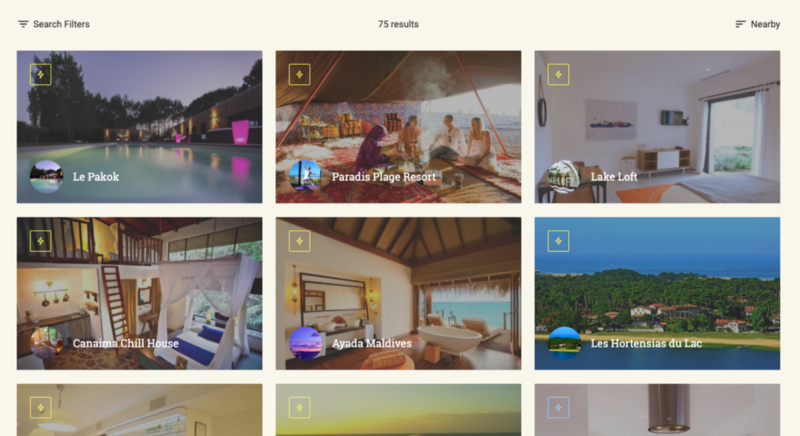 Search Filters
75 results
Nearby
Le Pakok
Paradis Plage Resort
Lake Loft
Canaima Chill House
Ayada Maldives
Les Hortensias du Lac